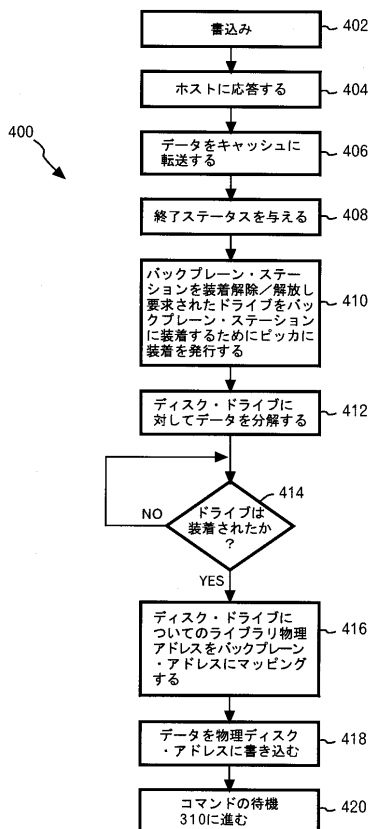 書込み
402
ホストに応答する
404
400
データをキャッシュに
転送する
406
終了ステータスを与える
408
バックプレーン・ステー
ションを装着解除／解放し
要求されたドライブをバッ
クプレーン・ステーション
に装着するためにピッカに
装着を発行する
410
ディスク・ドライブに
対してデータを分解する
412
414
ドライブは
装着されたか
?
NO
YES
ディスク・ドライブに
ついてのライブラリ物理
アドレスをバックプレーン
・アドレスにマッピング
する
416
データを物理ディスク
・アドレスに書き込む
418
コマンドの待機
310に進む
420